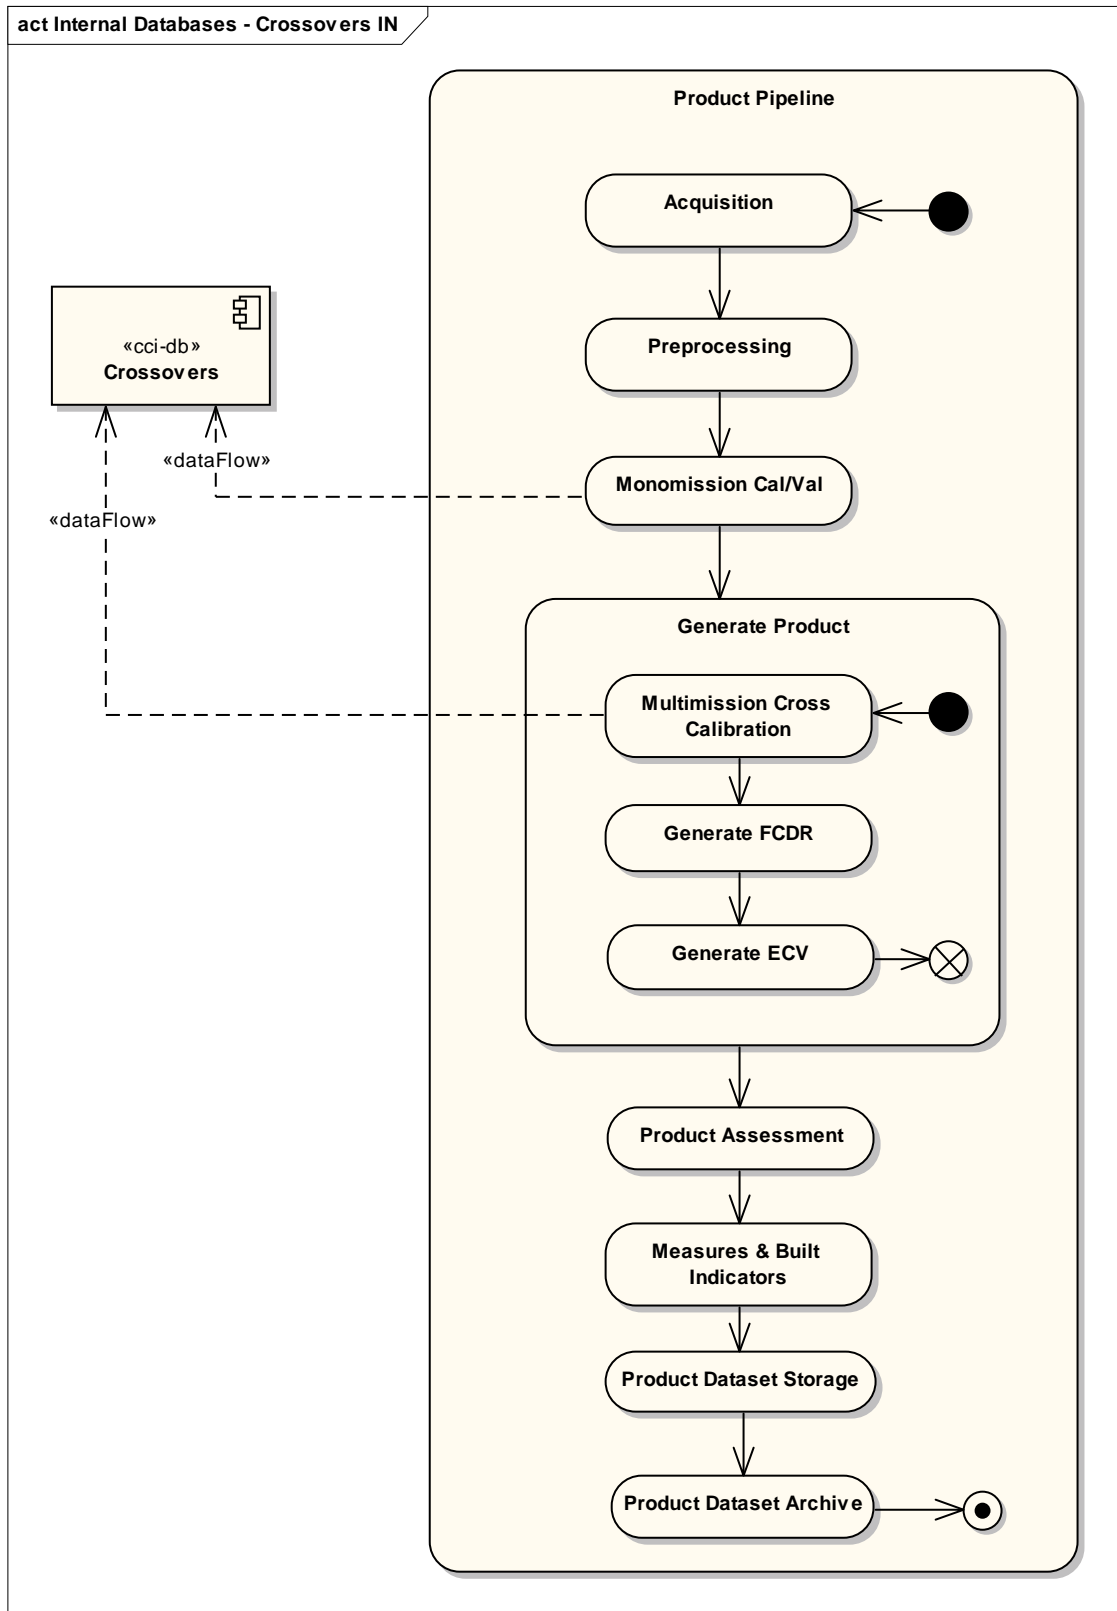 act Internal Databases - Crossovers IN
Product Pipeline
Acquisition
Preprocessing
«cci-db»
Crossovers
«dataFlow»
Monomission Cal/Val
«dataFlow»
Generate Product
Multimission Cross
Calibration
Generate FCDR
Generate ECV
Product Assessment
Measures & Built
Indicators
Product Dataset Storage
Product Dataset Archive